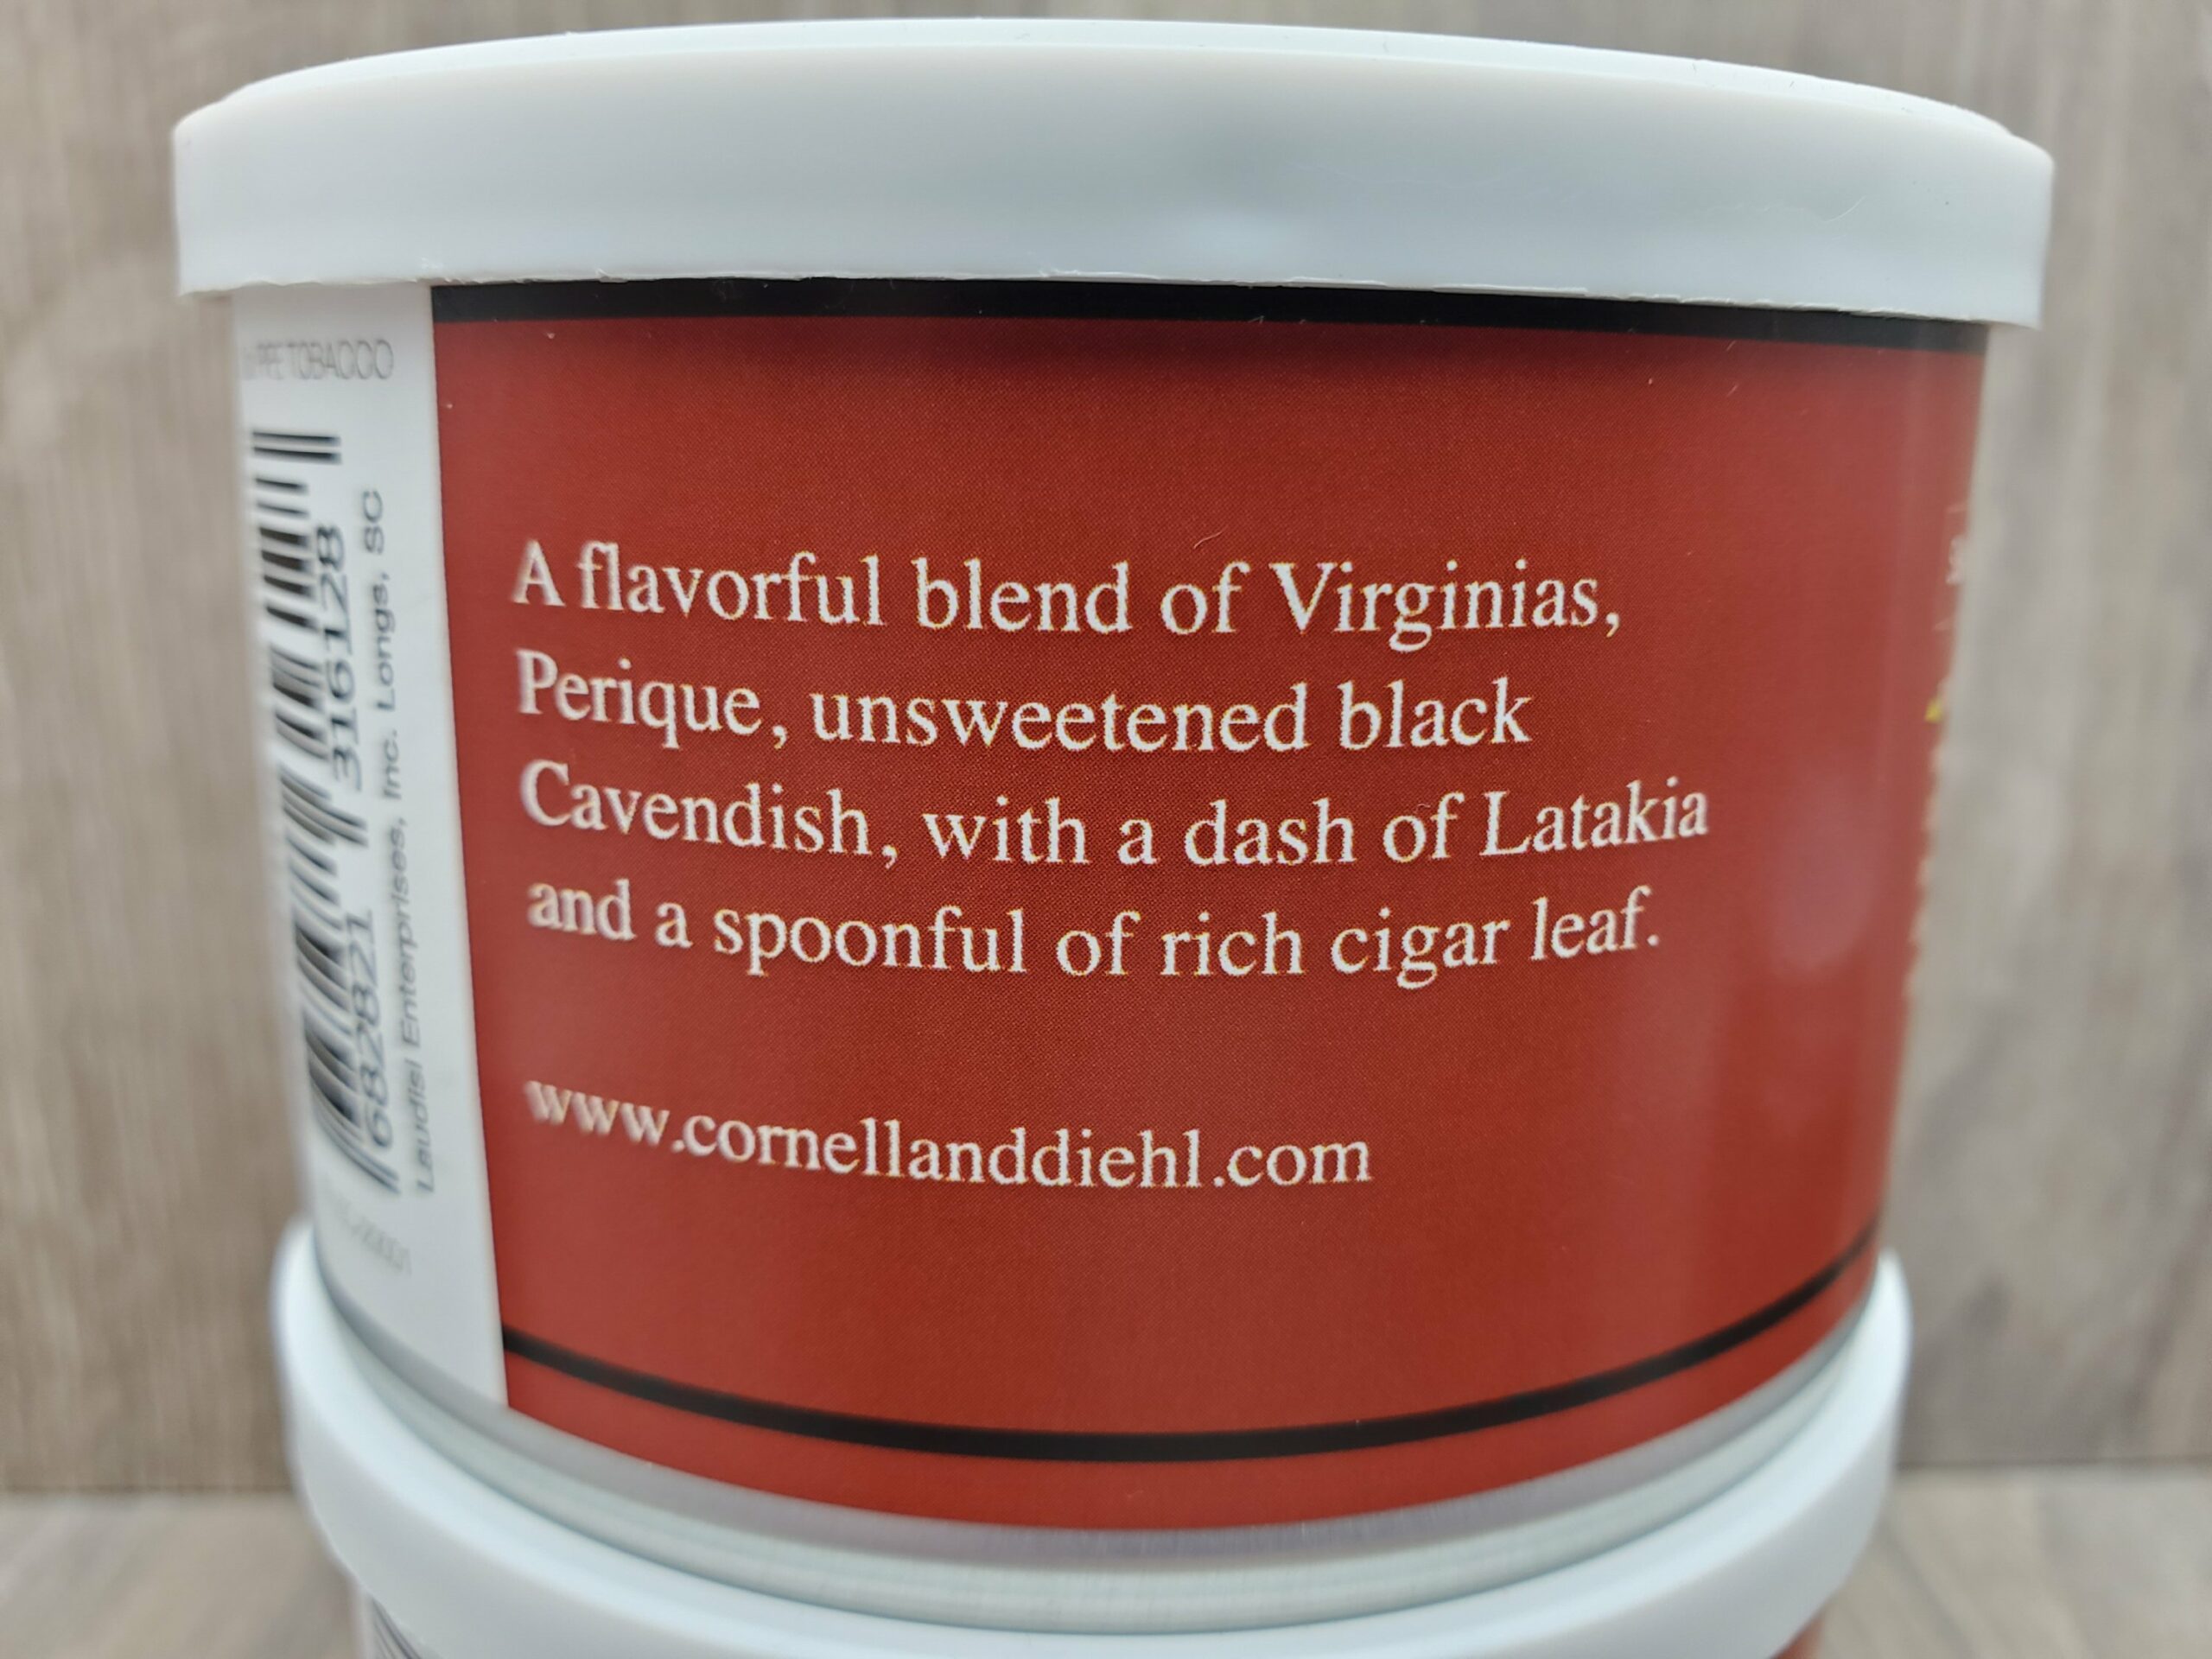 PIPE TOBACCO
682821 316128
Laudisi Enterprises, Inc. Longs, SC
A flavorful blend of Virginias,
Perique, unsweetened black
Cavendish, with a dash of Latakia
and a spoonful of rich cigar leaf.
www.cornellanddiehl.com